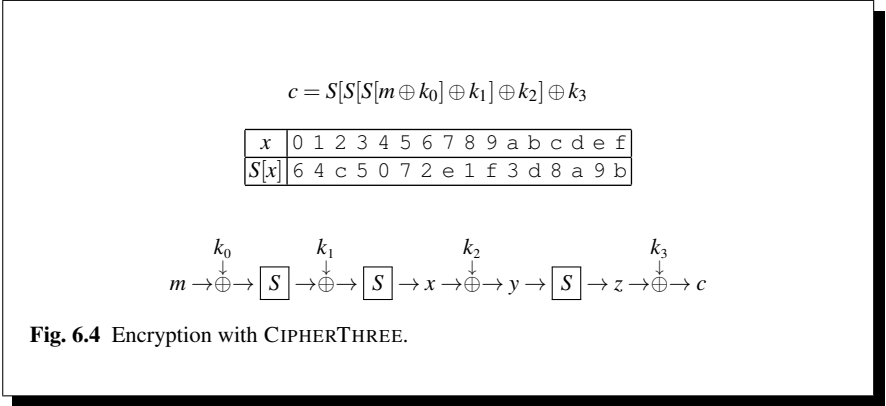 c = S[S[S[m ⊕ k₀] ⊕ k₁] ⊕ k₂] ⊕ k₃
x 0 1 2 3 4 5 6 7 8 9 a b c d e f
S[x] 6 4 c 5 0 7 2 e 1 f 3 d 8 a 9 b
k₀ k₁ k₂ k₃
m → ⊕ → S → ⊕ → S → x → ⊕ → y → S → z → ⊕ → c
Fig. 6.4 Encryption with CIPHERTHREE.